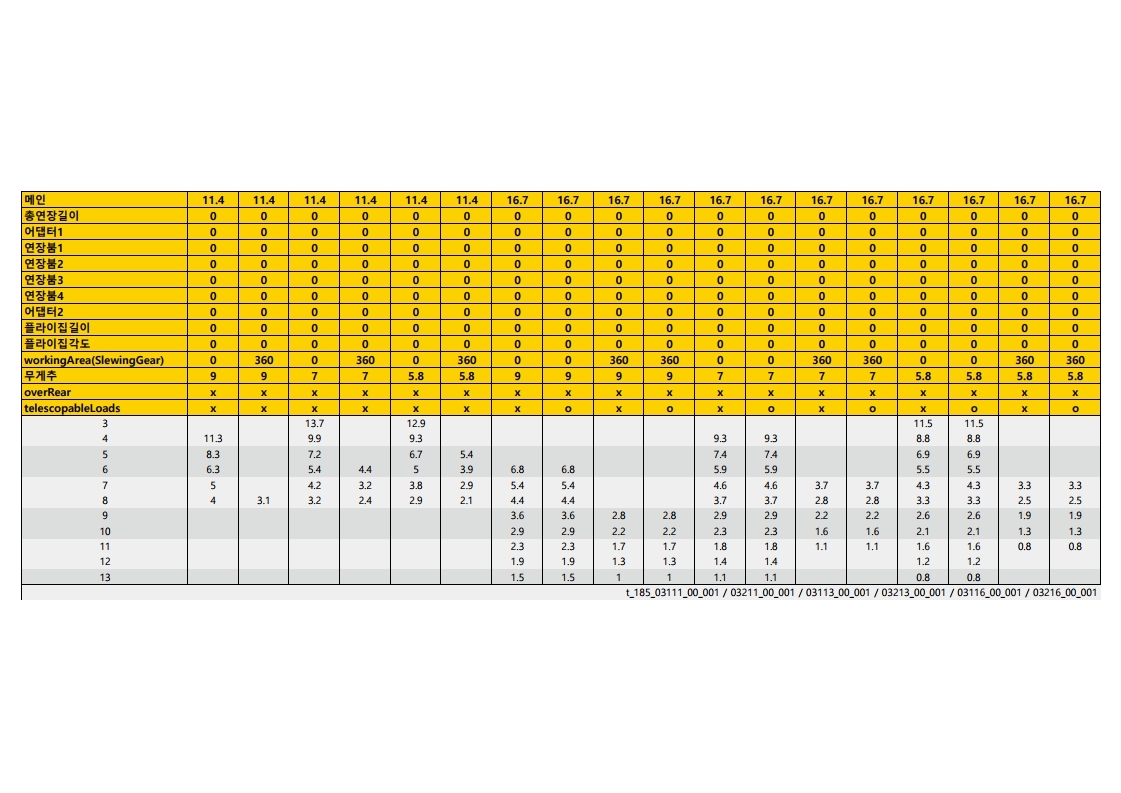 메인 11.4 11.4 11.4 11.4 11.4 11.4 16.7 16.7 16.7 16.7 16.7 16.7 16.7 16.7 16.7 16.7 16.7 16.7
총연장길이 0 0 0 0 0 0 0 0 0 0 0 0 0 0 0 0 0 0
어댑터1 0 0 0 0 0 0 0 0 0 0 0 0 0 0 0 0 0 0
연장붐1 0 0 0 0 0 0 0 0 0 0 0 0 0 0 0 0 0 0
연장붐2 0 0 0 0 0 0 0 0 0 0 0 0 0 0 0 0 0 0
연장붐3 0 0 0 0 0 0 0 0 0 0 0 0 0 0 0 0 0 0
연장붐4 0 0 0 0 0 0 0 0 0 0 0 0 0 0 0 0 0 0
어댑터2 0 0 0 0 0 0 0 0 0 0 0 0 0 0 0 0 0 0
플라이집길이 0 0 0 0 0 0 0 0 0 0 0 0 0 0 0 0 0 0
플라이집각도 0 0 0 0 0 0 0 0 0 0 0 0 0 0 0 0 0 0
workingArea(SlewingGear) 0 360 0 360 0 360 0 0 360 360 0 0 360 360 0 0 360 360
무게추 9 9 7 7 5.8 5.8 9 9 9 9 7 7 7 7 5.8 5.8 5.8 5.8
overRear x x x x x x x x x x x x x x x x x x
telescopableLoads x x x x x x x o x o x o x o x o x o
3 13.7 12.9 11.5 11.5
4 11.3 9.9 9.3 9.3 9.3 8.8 8.8
5 8.3 7.2 6.7 5.4 7.4 7.4 6.9 6.9
6 6.3 5.4 4.4 5 3.9 6.8 6.8 5.9 5.9 5.5 5.5
7 5 4.2 3.2 3.8 2.9 5.4 5.4 4.6 4.6 3.7 3.7 4.3 4.3 3.3 3.3
8 4 3.1 3.2 2.4 2.9 2.1 4.4 4.4 3.7 3.7 2.8 2.8 3.3 3.3 2.5 2.5
9 3.6 3.6 2.8 2.8 2.9 2.9 2.2 2.2 2.6 2.6 1.9 1.9
10 2.9 2.9 2.2 2.2 2.3 2.3 1.6 1.6 2.1 2.1 1.3 1.3
11 2.3 2.3 1.7 1.7 1.8 1.8 1.1 1.1 1.6 1.6 0.8 0.8
12 1.9 1.9 1.3 1.3 1.4 1.4 1.2 1.2
13 1.5 1.5 1 1 1.1 1.1 0.8 0.8
t_185_03111_00_001 / 03211_00_001 / 03113_00_001 / 03213_00_001 / 03116_00_001 / 03216_00_001